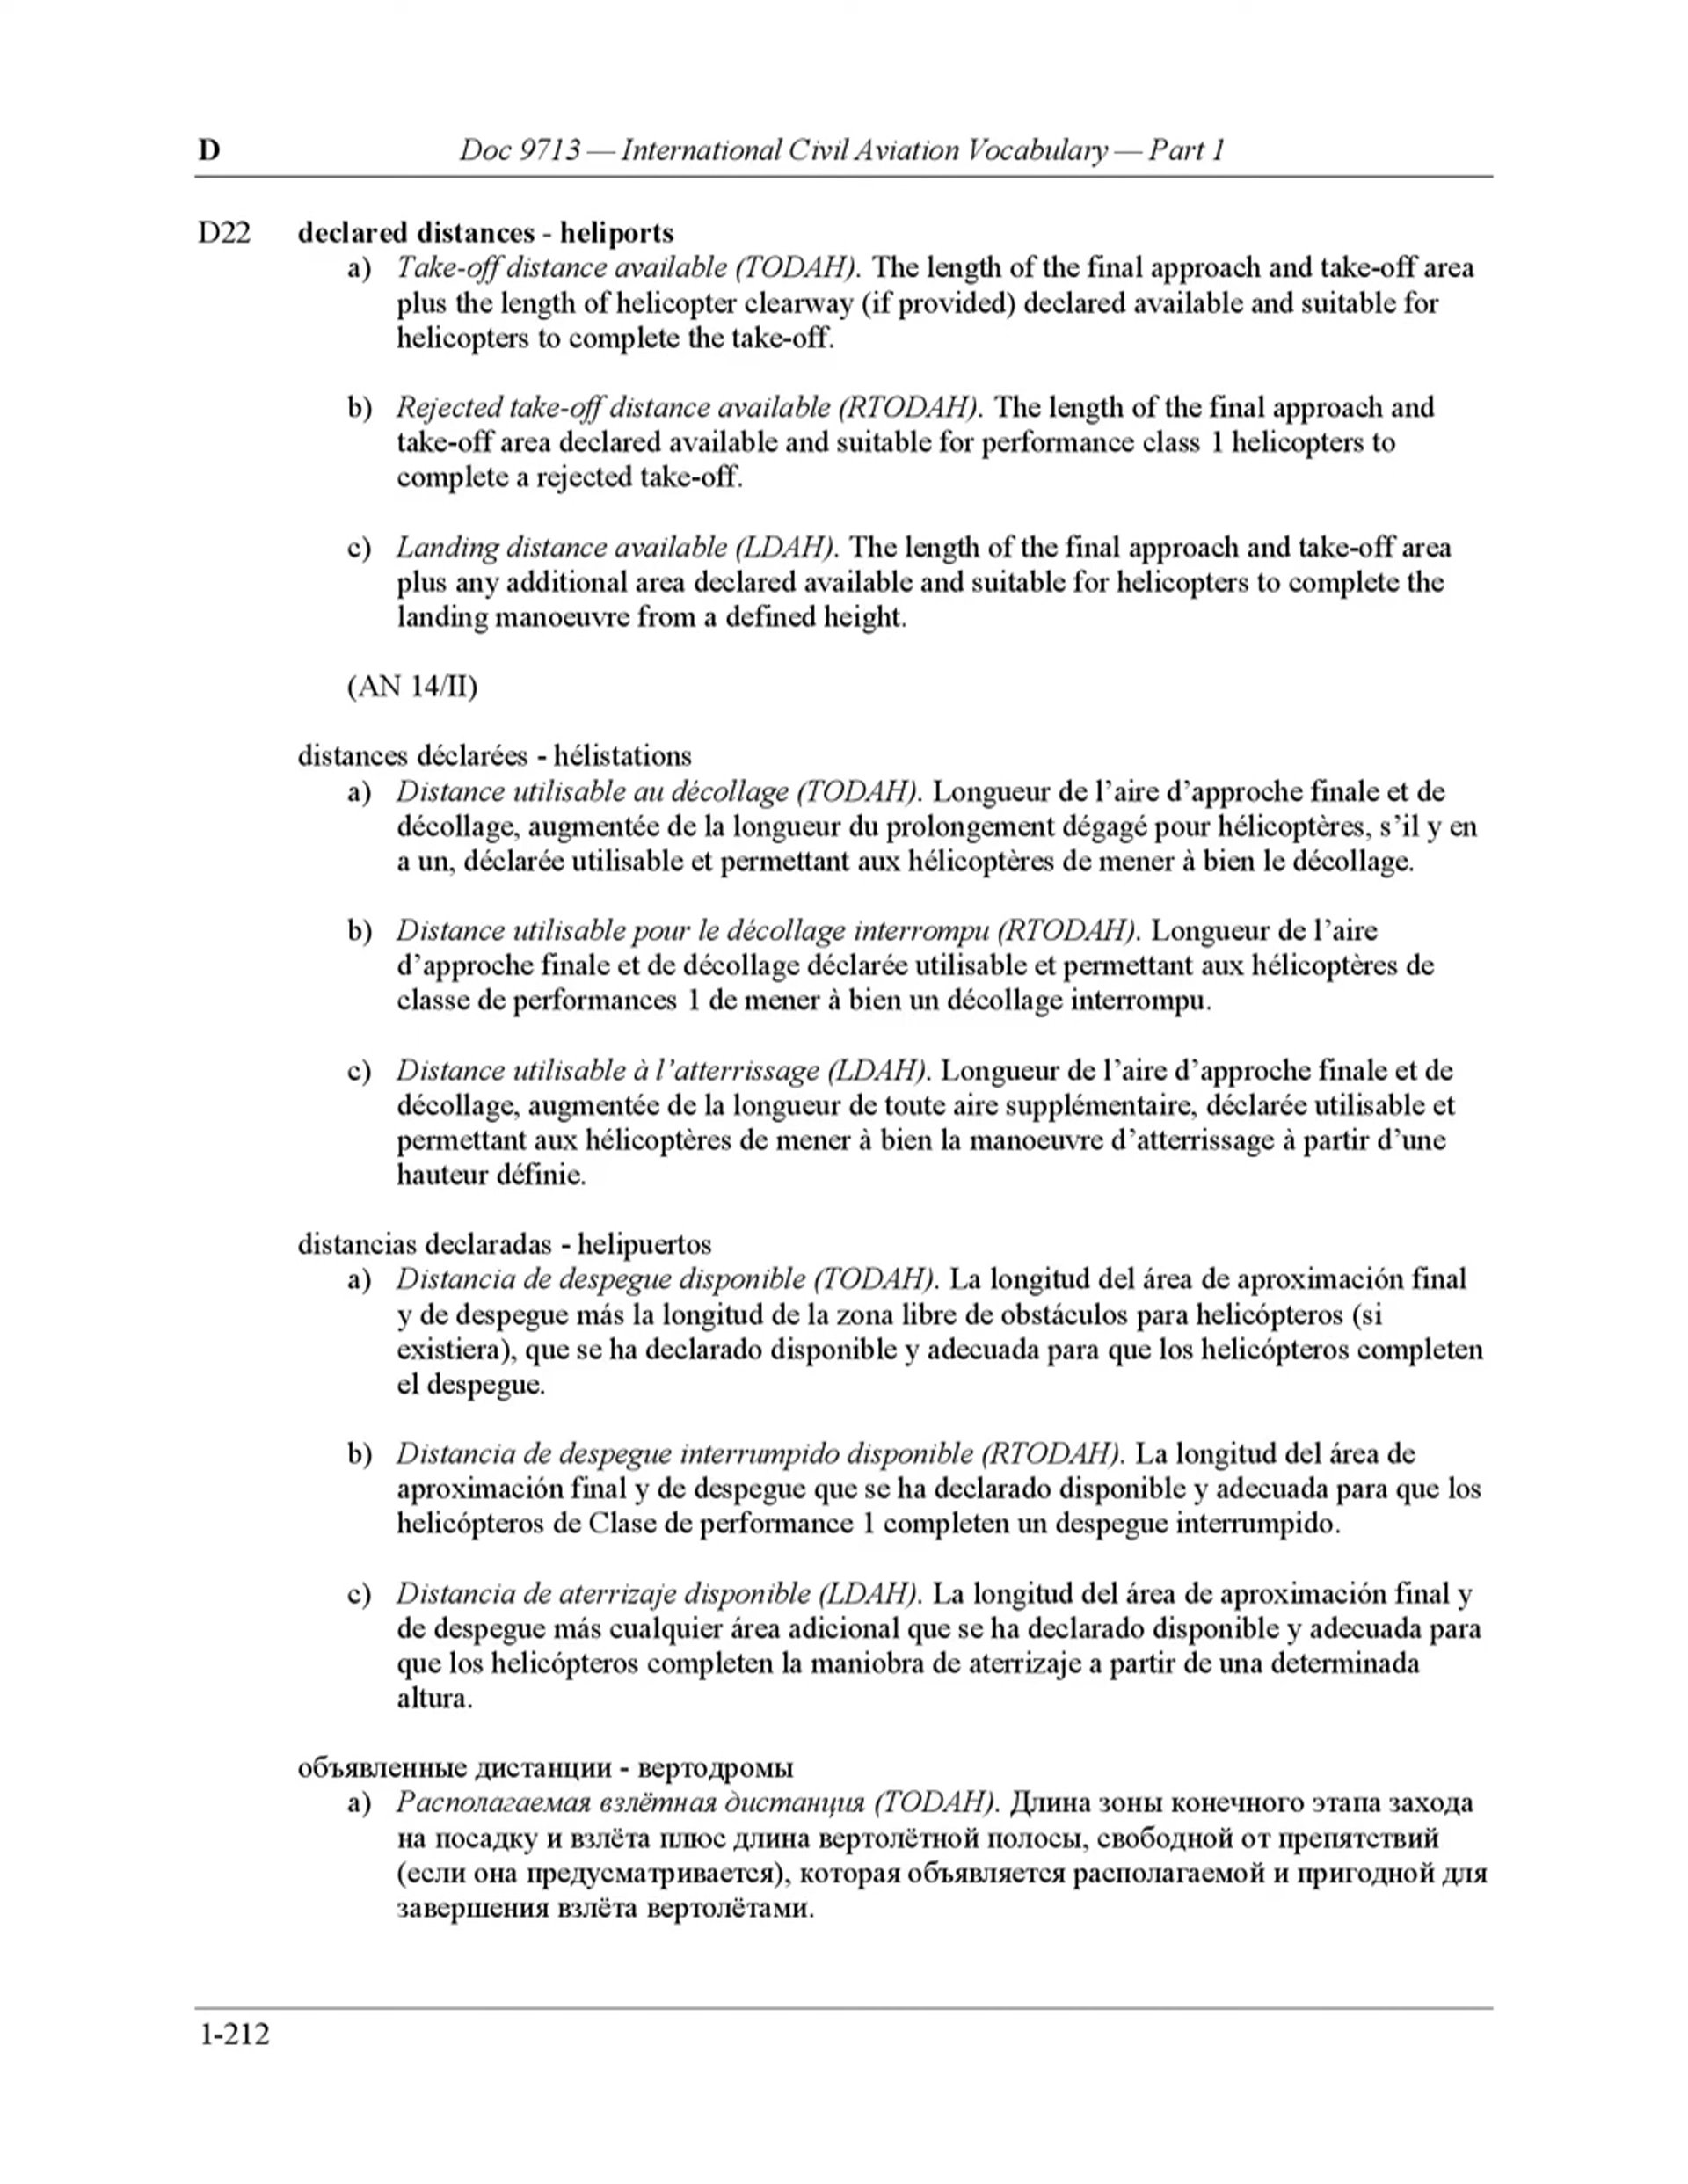 D Doc 9713 — International Civil Aviation Vocabulary — Part 1
D22 declared distances - heliports
a) Take-off distance available (TODAH). The length of the final approach and take-off area
plus the length of helicopter clearway (if provided) declared available and suitable for
helicopters to complete the take-off.
b) Rejected take-off distance available (RTODAH). The length of the final approach and
take-off area declared available and suitable for performance class 1 helicopters to
complete a rejected take-off.
c) Landing distance available (LDAH). The length of the final approach and take-off area
plus any additional area declared available and suitable for helicopters to complete the
landing manoeuvre from a defined height.
(AN 14/II)
distances déclarées - hélistations
a) Distance utilisable au décollage (TODAH). Longueur de l’aire d’approche finale et de
décollage, augmentée de la longueur du prolongement dégagé pour hélicoptères, s’il y en
a un, déclarée utilisable et permettant aux hélicoptères de mener à bien le décollage.
b) Distance utilisable pour le décollage interrompu (RTODAH). Longueur de l’aire
d’approche finale et de décollage déclarée utilisable et permettant aux hélicoptères de
classe de performances 1 de mener à bien un décollage interrompu.
c) Distance utilisable à l’atterrissage (LDAH). Longueur de l’aire d’approche finale et de
décollage, augmentée de la longueur de toute aire supplémentaire, déclarée utilisable et
permettant aux hélicoptères de mener à bien la manoeuvre d’atterrissage à partir d’une
hauteur définie.
distancias declaradas - helipuertos
a) Distancia de despegue disponible (TODAH). La longitud del área de aproximación final
y de despegue más la longitud de la zona libre de obstáculos para helicópteros (si
existiera), que se ha declarado disponible y adecuada para que los helicópteros completen
el despegue.
b) Distancia de despegue interrumpido disponible (RTODAH). La longitud del área de
aproximación final y de despegue que se ha declarado disponible y adecuada para que los
helicópteros de Clase de performance 1 completen un despegue interrumpido.
c) Distancia de aterrizaje disponible (LDAH). La longitud del área de aproximación final y
de despegue más cualquier área adicional que se ha declarado disponible y adecuada para
que los helicópteros completen la maniobra de aterrizaje a partir de una determinada
altura.
объявленные дистанции - вертодромы
a) Располагаемая взлётная дистанция (TODAH). Длина зоны конечного этапа захода
на посадку и взлёта плюс длина вертолётной полосы, свободной от препятствий
(если она предусматривается), которая объявляется располагаемой и пригодной для
завершения взлёта вертолётами.
1-212